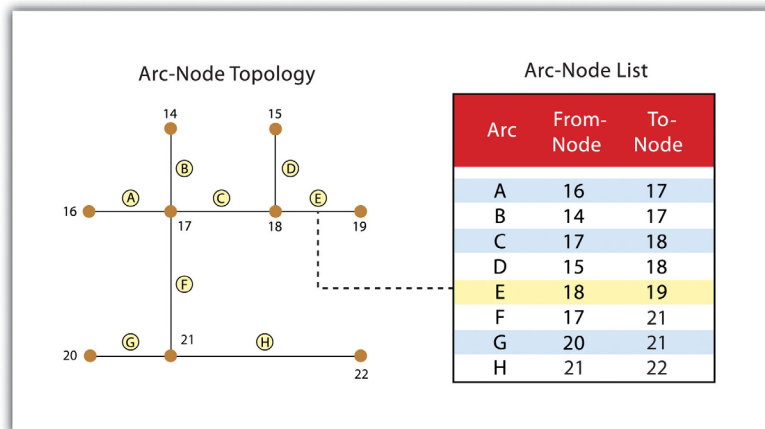 Arc-Node Topology
14
15
B
D
A
C
E
16
17
18
19
F
G
21
H
20
22
Arc-Node List
Arc From-Node To-Node
A 16 17
B 14 17
C 17 18
D 15 18
E 18 19
F 17 21
G 20 21
H 21 22